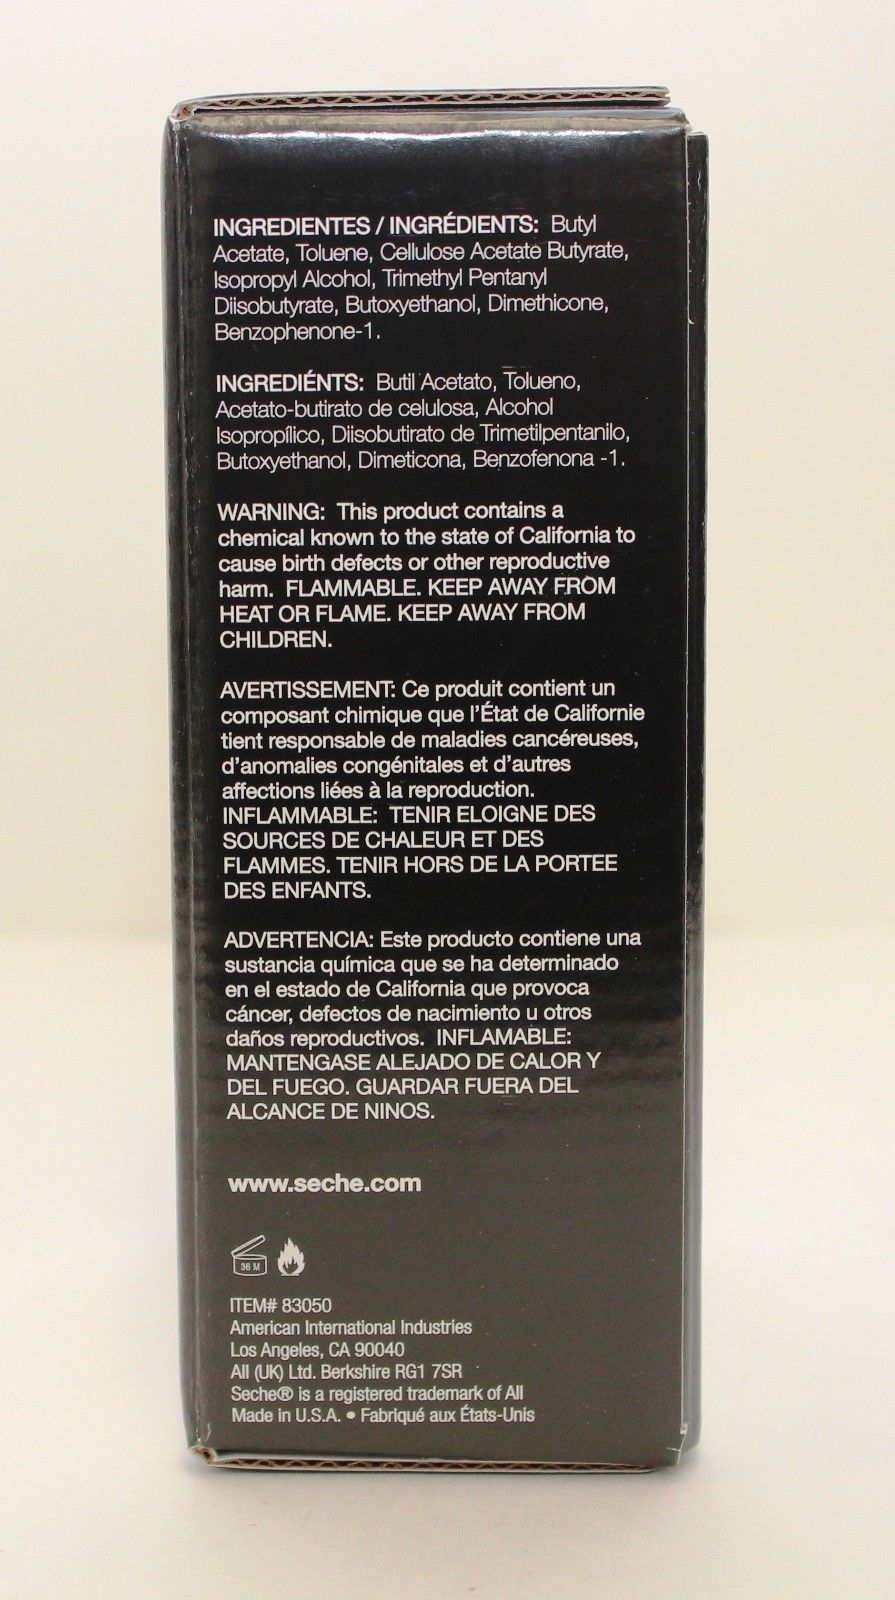 INGREDIENTES / INGRÉDIENTS: Butyl
Acetate, Toluene, Cellulose Acetate Butyrate,
Isopropyl Alcohol, Trimethyl Pentanyl
Diisobutyrate, Butoxyethanol, Dimethicone,
Benzophenone-1.
INGREDIÉNTS: Butil Acetato, Tolueno,
Acetato-butirato de celulosa, Alcohol
Isopropílico, Diisobutirato de Trimetilpentanilo,
Butoxyethanol, Dimeticona, Benzofenona -1.
WARNING: This product contains a
chemical known to the state of California to
cause birth defects or other reproductive
harm. FLAMMABLE. KEEP AWAY FROM
HEAT OR FLAME. KEEP AWAY FROM
CHILDREN.
AVERTISSEMENT: Ce produit contient un
composant chimique que l'État de Californie
tient responsable de maladies cancéreuses,
d'anomalies congénitales et d'autres
affections liées à la reproduction.
INFLAMMABLE: TENIR ELOIGNE DES
SOURCES DE CHALEUR ET DES
FLAMMES. TENIR HORS DE LA PORTEE
DES ENFANTS.
ADVERTENCIA: Este producto contiene una
sustancia química que se ha determinado
en el estado de California que provoca
cáncer, defectos de nacimiento u otros
daños reproductivos. INFLAMABLE:
MANTENGASE ALEJADO DE CALOR Y
DEL FUEGO. GUARDAR FUERA DEL
ALCANCE DE NINOS.
www.seche.com
36 M
ITEM# 83050
American International Industries
Los Angeles, CA 90040
AII (UK) Ltd. Berkshire RG1 7SR
Seche® is a registered trademark of AII
Made in U.S.A. • Fabriqué aux États-Unis